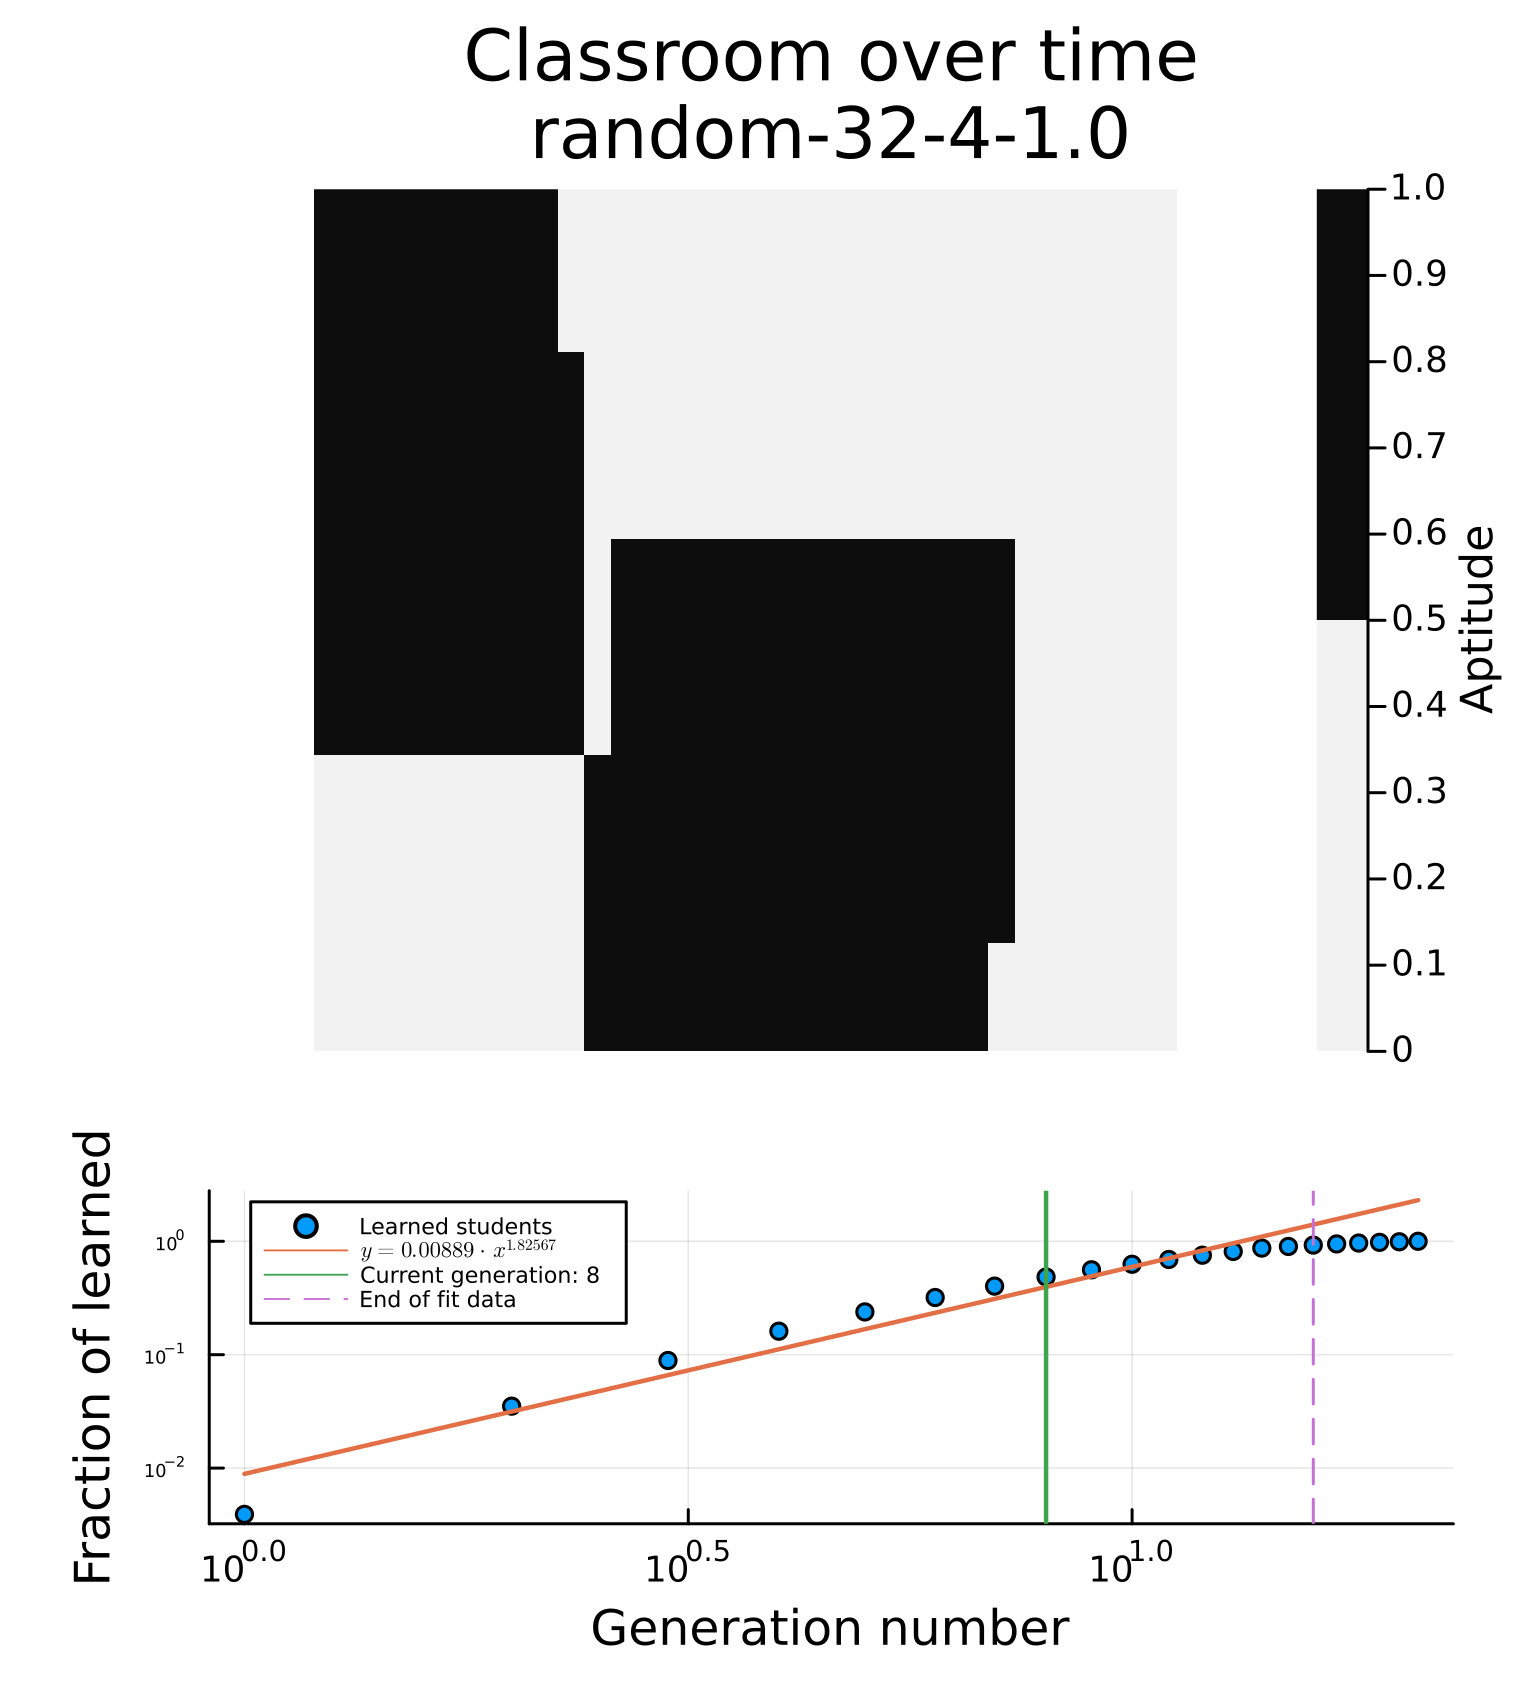 Classroom over time
random-32-4-1.0
1.0
0.9
0.8
0.7
0.6
0.5
0.4
0.3
0.2
0.1
0
Aptitude
Fraction of learned
10⁰
10⁻¹
10⁻²
Learned students
y = 0.00889 · x^1.82567
Current generation: 8
End of fit data
10^0.0
10^0.5
10^1.0
Generation number